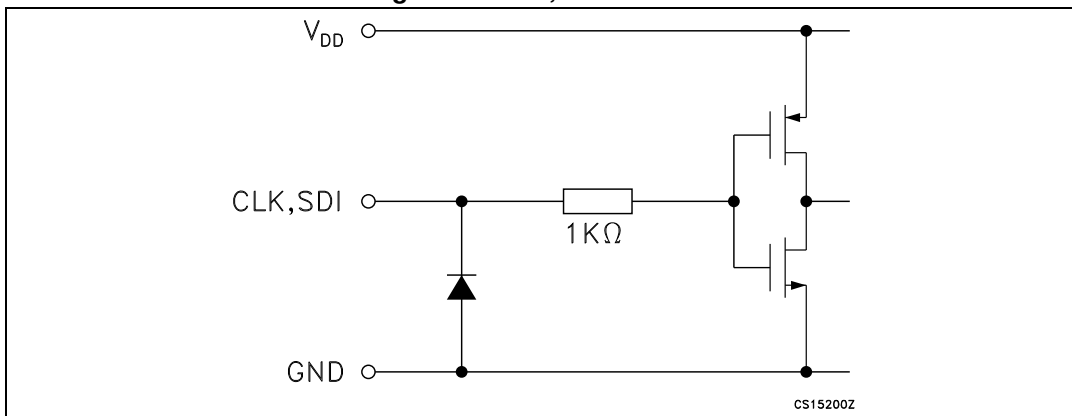 V_DD
CLK,SDI
1KΩ
GND
CS15200Z